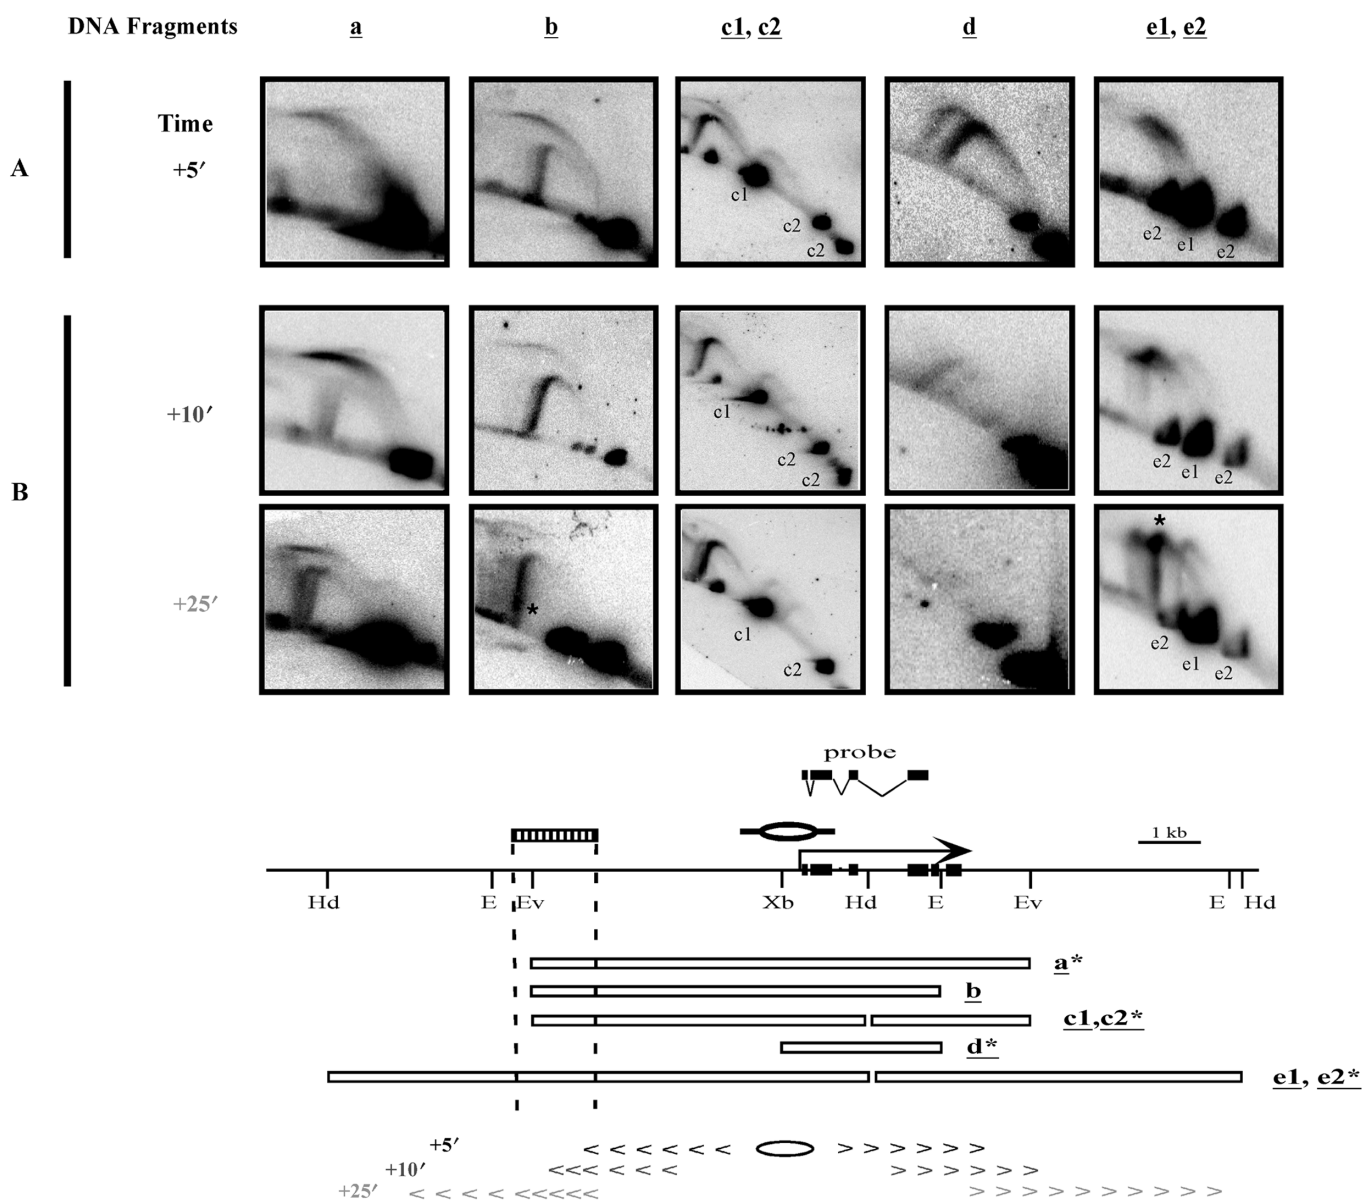 DNA Fragments a b c1, c2 d e1, e2
Time
A +5′
c1 c2 c2
e2 e1 e2
+10′
c1 c2 c2
e2 e1 e2
B
+25′
*
*
c1 c2
e2 e1 e2
probe
1 kb
Hd E Ev Xb Hd E Ev E Hd
a*
b
c1,c2*
d*
e1, e2*
+5′ < < < < < < > > > > > >
+10′ <<< < < < > > > > > >
+25′ < < < < <<<<< > > > > > > > > > >